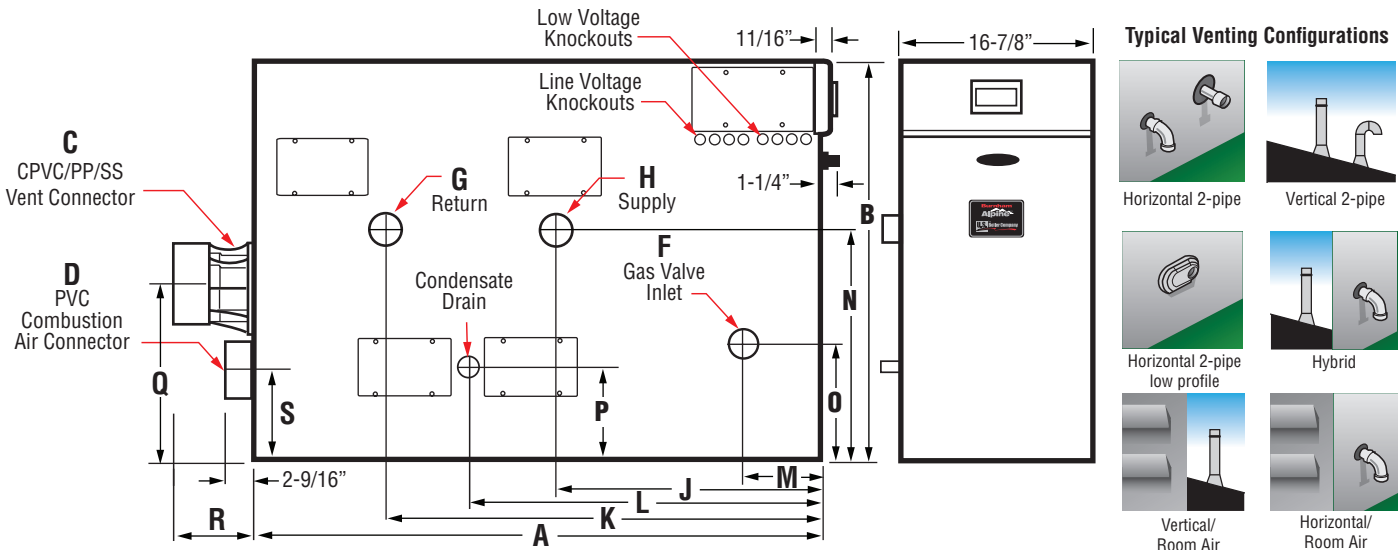 Low Voltage
Knockouts
11/16”
16-7/8”
Typical Venting Configurations
Line Voltage
Knockouts
C
CPVC/PP/SS
Vent Connector
G
Return
H
Supply
1-1/4”
B
Burnham
Alpine
Horizontal 2-pipe
Vertical 2-pipe
D
PVC
Combustion
Air Connector
Condensate
Drain
F
Gas Valve
Inlet
N
Horizontal 2-pipe
low profile
Hybrid
Q
S
P
O
2-9/16”
M
J
L
R
K
A
Vertical/
Room Air
Horizontal/
Room Air